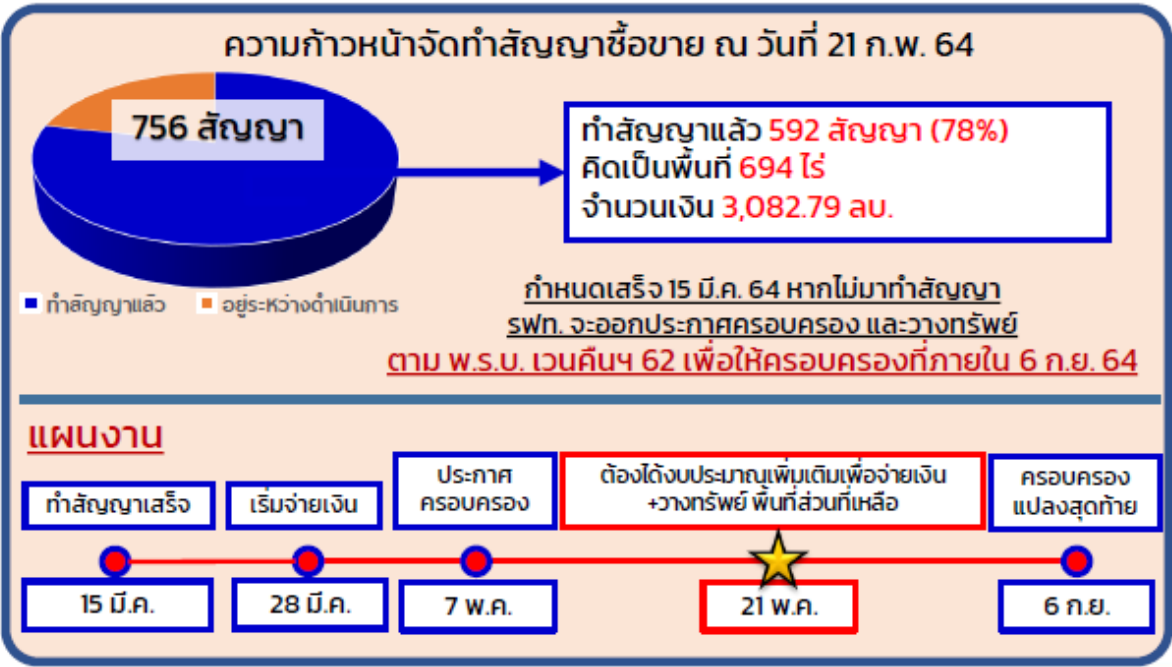 ความก้าวหน้าจัดทำสัญญาซื้อขาย ณ วันที่ 21 ก.พ. 64
756 สัญญา
ทำสัญญาแล้ว 592 สัญญา (78%)
คิดเป็นพื้นที่ 694 ไร่
จำนวนเงิน 3,082.79 ลบ.
ทำสัญญาแล้ว
อยู่ระหว่างดำเนินการ
กำหนดเสร็จ 15 มี.ค. 64 หากไม่มาทำสัญญา
รฟท. จะออกประกาศครอบครอง และวางทรัพย์
ตาม พ.ร.บ. เวนคืนฯ 62 เพื่อให้ครอบครองที่ภายใน 6 ก.ย. 64
แผนงาน
ทำสัญญาเสร็จ
เริ่มจ่ายเงิน
ประกาศ
ครอบครอง
ต้องได้งบประมาณเพิ่มเติมเพื่อจ่ายเงิน
+วางทรัพย์ พื้นที่ส่วนที่เหลือ
ครอบครอง
แปลงสุดท้าย
15 มี.ค.
28 มี.ค.
7 พ.ค.
21 พ.ค.
6 ก.ย.